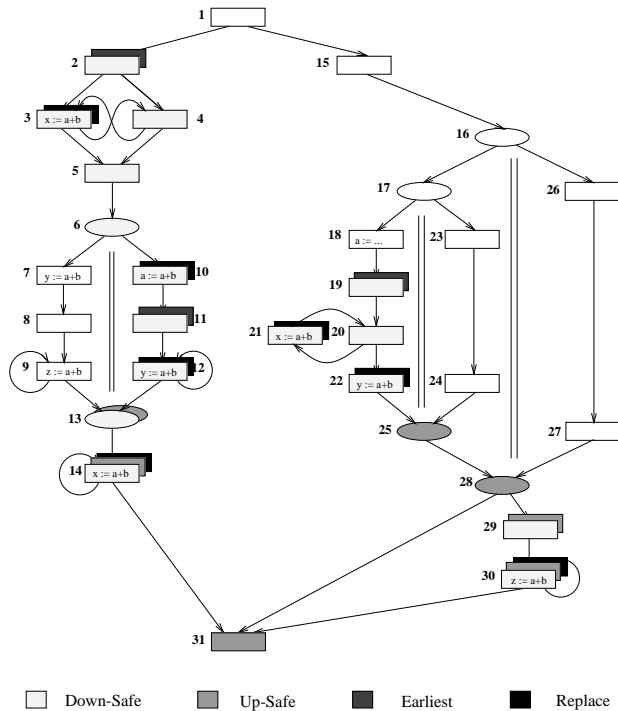 1
2
15
3 x := a+b
4
16
5
17
26
6
18 a := ...
23
7 y := a+b
10 a := a+b
19
8
11
21 x := a+b
20
9 z := a+b
12 y := a+b
22 y := a+b
24
13
25
27
14 x := a+b
28
29
30 z := a+b
31
Down-Safe Up-Safe Earliest Replace